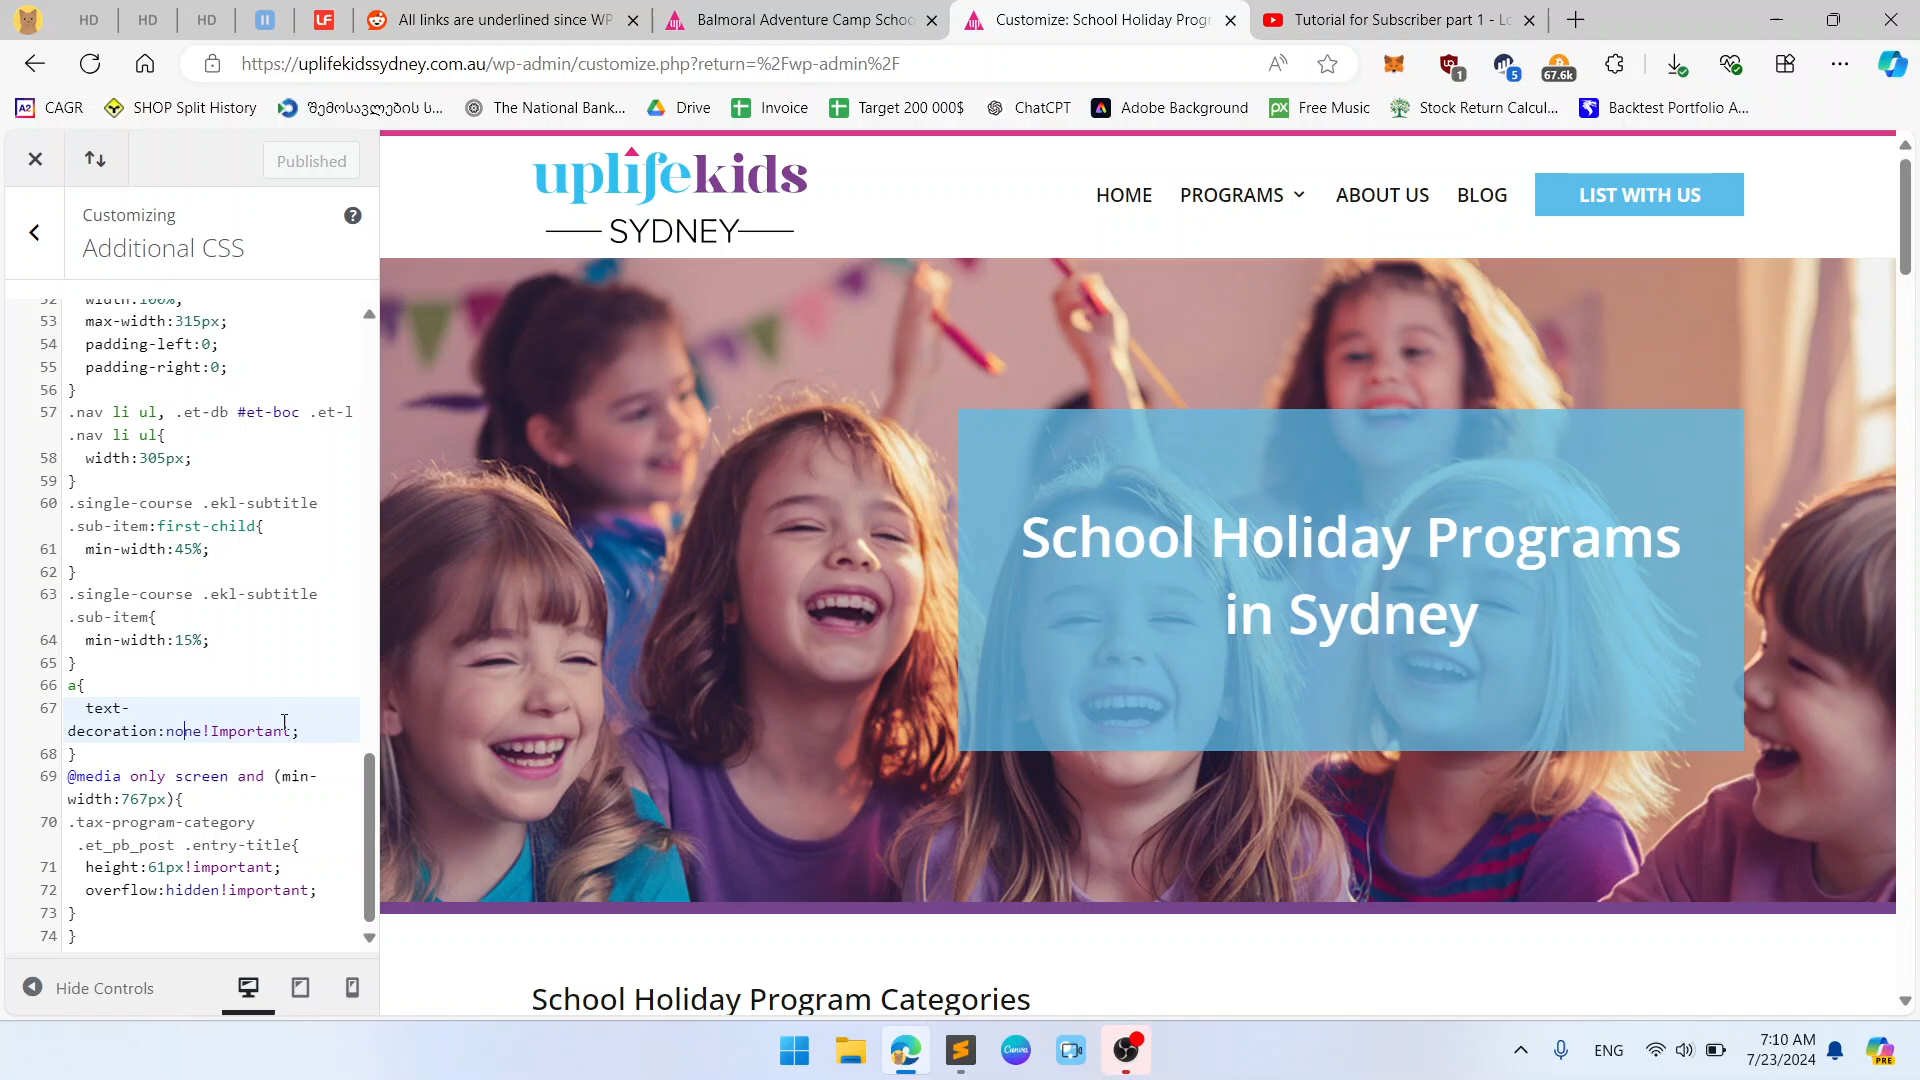 HD
HD
HD
All links are underlined since WP
Balmoral Adventure Camp Schoo
Customize: School Holiday Progr
Tutorial for Subscriber part 1 - Lo
https://uplifekidssydney.com.au/wp-admin/customize.php?return=%2Fwp-admin%2F
1
5
67.6k
CAGR
SHOP Split History
შემოსავლების ს...
The National Bank...
Drive
Invoice
Target 200 000$
ChatCPT
Adobe Background
Free Music
Stock Return Calcul...
Backtest Portfolio A...
Published
Customizing
Additional CSS
52 width:100%;
53 max-width:315px;
54 padding-left:0;
55 padding-right:0;
56 }
57 .nav li ul, .et-db #et-boc .et-l
.nav li ul{
58 width:305px;
59 }
60 .single-course .ekl-subtitle
.sub-item:first-child{
61 min-width:45%;
62 }
63 .single-course .ekl-subtitle
.sub-item{
64 min-width:15%;
65 }
66 a{
67 text-
decoration:none!Important;
68 }
69 @media only screen and (min-
width:767px){
70 .tax-program-category
.et_pb_post .entry-title{
71 height:61px!important;
72 overflow:hidden!important;
73 }
74 }
Hide Controls
uplifekids
SYDNEY
HOME
PROGRAMS
ABOUT US
BLOG
LIST WITH US
School Holiday Programs
in Sydney
School Holiday Program Categories
ENG
7:10 AM
7/23/2024